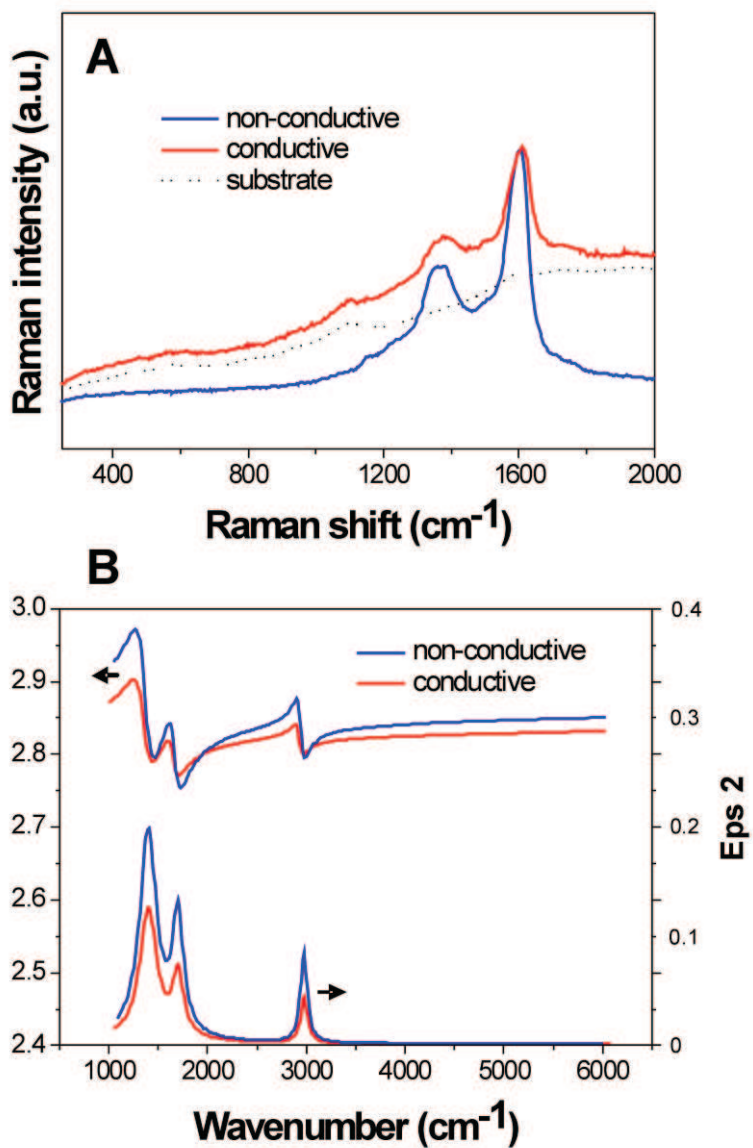 A
Raman intensity (a.u.)
non-conductive
conductive
substrate
400 800 1200 1600 2000
Raman shift (cm-1)
B
3.0
2.9
2.8
2.7
2.6
2.5
2.4
non-conductive
conductive
0.4
0.3
0.2
0.1
0
Eps 2
1000 2000 3000 4000 5000 6000
Wavenumber (cm-1)